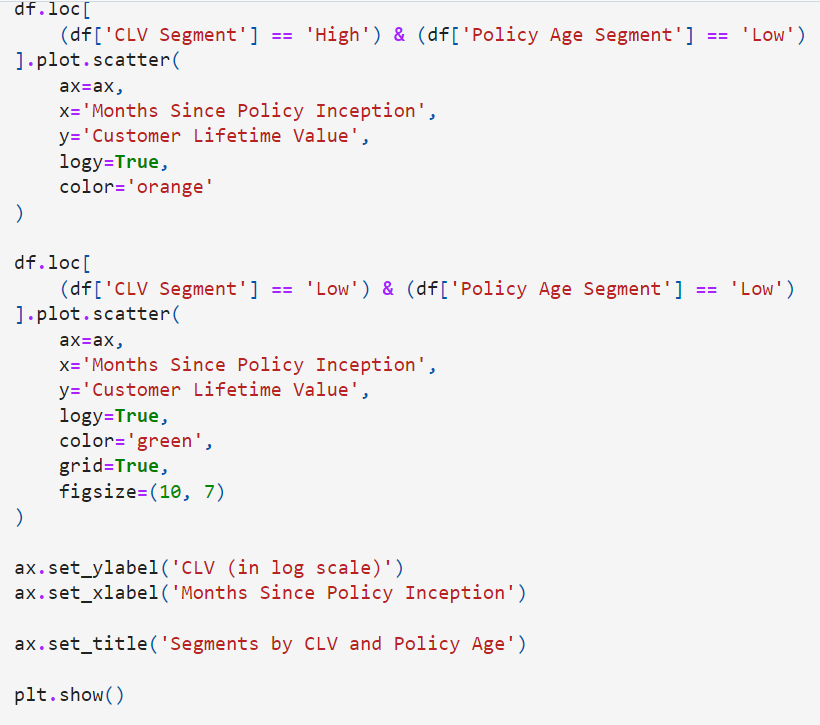 df.loc[
    (df['CLV Segment'] == 'High') & (df['Policy Age Segment'] == 'Low')
].plot.scatter(
    ax=ax,
    x='Months Since Policy Inception',
    y='Customer Lifetime Value',
    logy=True,
    color='orange'
)

df.loc[
    (df['CLV Segment'] == 'Low') & (df['Policy Age Segment'] == 'Low')
].plot.scatter(
    ax=ax,
    x='Months Since Policy Inception',
    y='Customer Lifetime Value',
    logy=True,
    color='green',
    grid=True,
    figsize=(10, 7)
)

ax.set_ylabel('CLV (in log scale)')
ax.set_xlabel('Months Since Policy Inception')

ax.set_title('Segments by CLV and Policy Age')

plt.show()